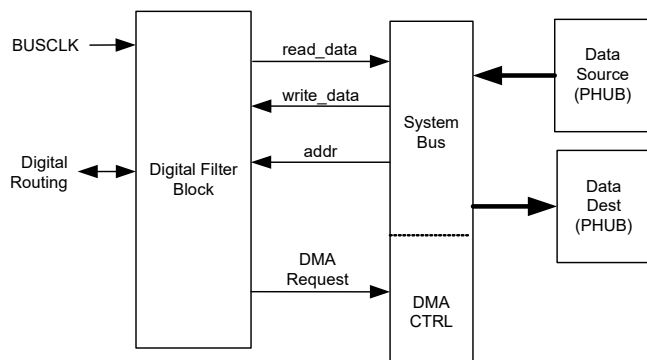 BUSCLK
read_data
Data
Source
(PHUB)
write_data
System
Bus
Digital
Routing
Digital Filter
Block
addr
Data
Dest
(PHUB)
DMA
Request
DMA
CTRL